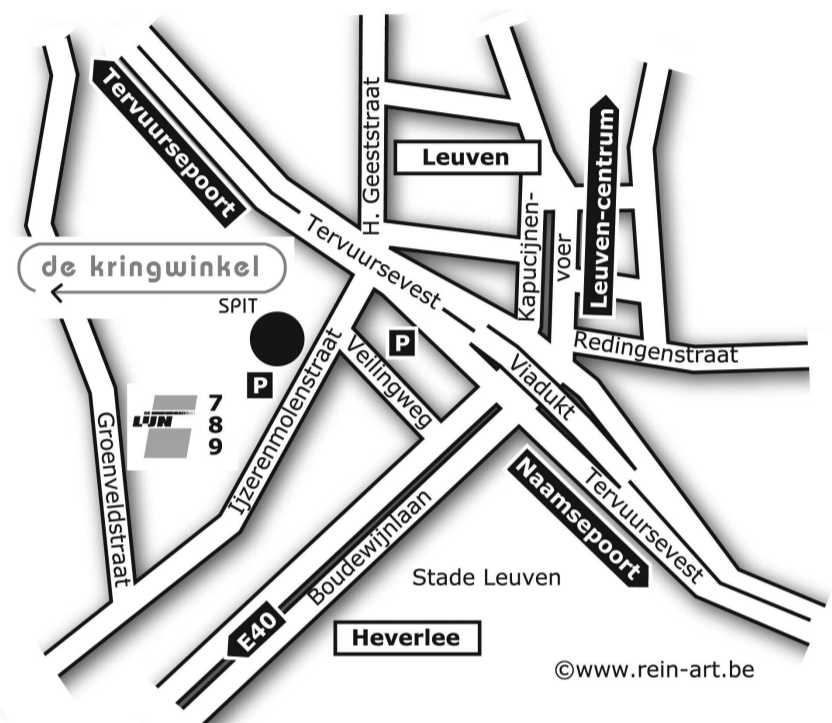 Tervuursepoort
H. Geeststraat
Leuven
Leuven-centrum
Kapucijnen-
voer
Tervuursevest
de kringwinkel
SPIT
P
P
7
8
9
LIJN
Veilingweg
Viadukt
Redingenstraat
Ijzerenmolenstraat
Groenveldstraat
Naamsepoort
Tervuursevest
Boudewijnlaan
Stade Leuven
E40
Heverlee
©www.rein-art.be